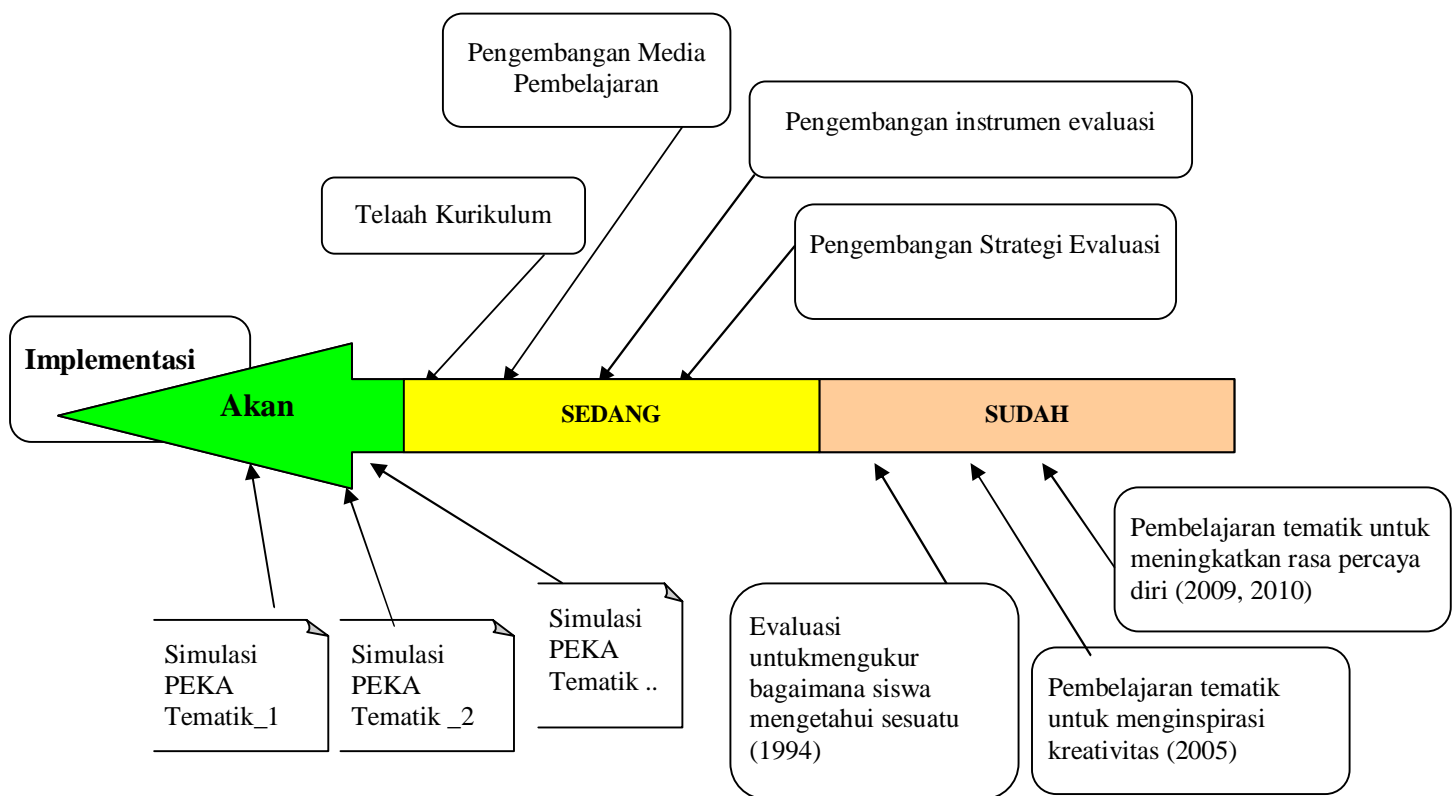 Pengembangan Media
Pembelajaran
Pengembangan instrumen evaluasi
Telaah Kurikulum
Pengembangan Strategi Evaluasi
Implementasi
Akan
SEDANG
SUDAH
Simulasi
PEKA
Tematik_1
Simulasi
PEKA
Tematik _2
Simulasi
PEKA
Tematik ..
Evaluasi
untukmengukur
bagaimana siswa
mengetahui sesuatu
(1994)
Pembelajaran tematik
untuk menginspirasi
kreativitas (2005)
Pembelajaran tematik untuk
meningkatkan rasa percaya
diri (2009, 2010)